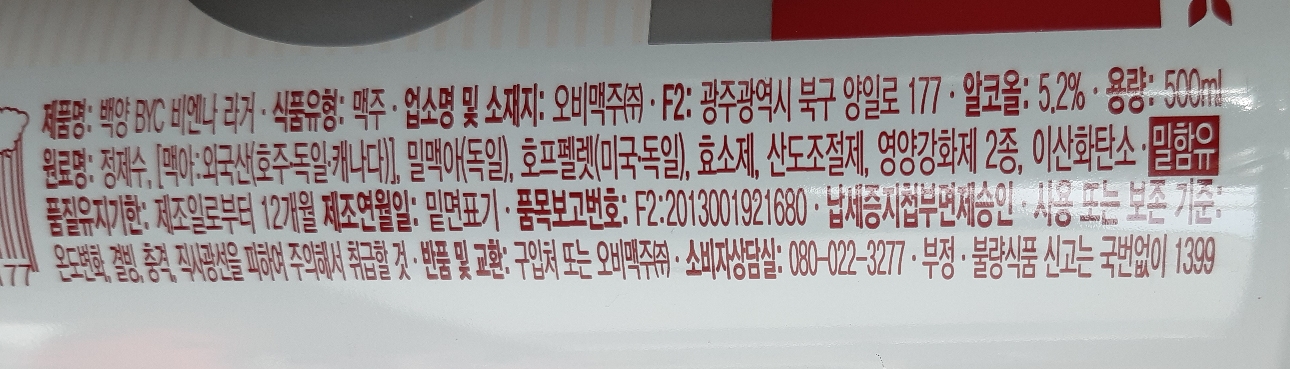 제품명: 백양 BYC 비엔나 라거 · 식품유형: 맥주 · 업소명 및 소재지: 오비맥주㈜ · F2: 광주광역시 북구 양일로 177 · 알코올: 5.2% · 용량: 500ml
원료명: 정제수, [맥아:외국산(호주·독일·캐나다)], 밀맥아(독일), 호프펠렛(미국·독일), 효소제, 산도조절제, 영양강화제 2종, 이산화탄소 · 밀함유
품질유지기한: 제조일로부터 12개월 제조연월일: 밑면표기 · 품목보고번호: F2:2013001921680 · 납세증지첩부면제승인 · 사용 또는 보존 기준:
온도변화, 결빙, 충격, 직사광선을 피하여 주의해서 취급할 것 · 반품 및 교환: 구입처 또는 오비맥주㈜ · 소비자상담실: 080-022-3277 · 부정 · 불량식품 신고는 국번없이 1399
77